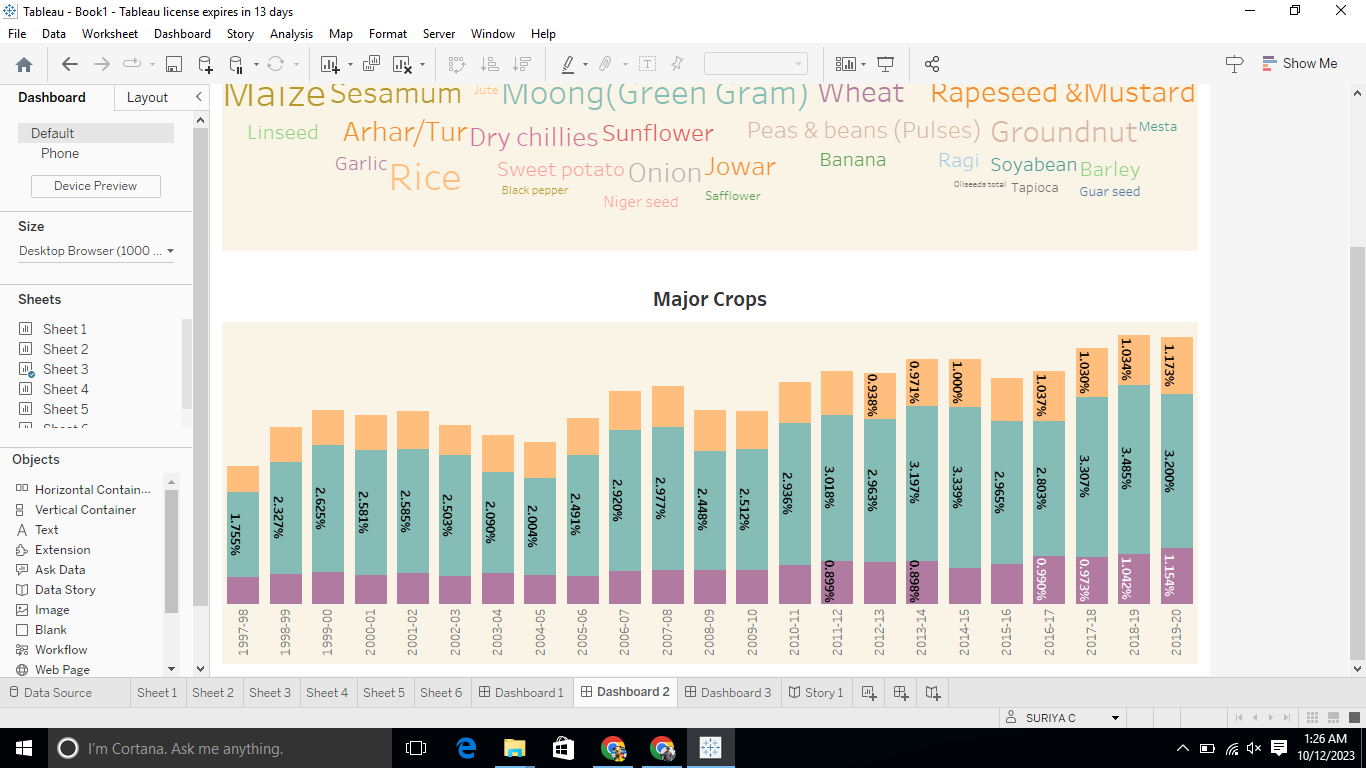 Tableau - Book1 - Tableau license expires in 13 days
File Data Worksheet Dashboard Story Analysis Map Format Server Window Help
Show Me
Dashboard Layout
Default
Phone
Device Preview
Size
Desktop Browser (1000 ...
Sheets
Sheet 1
Sheet 2
Sheet 3
Sheet 4
Sheet 5
Objects
Horizontal Contain...
Vertical Container
Text
Extension
Ask Data
Data Story
Image
Blank
Workflow
Web Page
Maize Sesamum Jute Moong(Green Gram) Wheat Rapeseed &Mustard
Linseed Arhar/Tur Dry chillies Sunflower Peas & beans (Pulses) Groundnut Mesta
Garlic Rice Sweet potato Onion Jowar Banana Ragi Soyabean Barley
Black pepper Safflower Oilseeds total Tapioca Guar seed
Niger seed
Major Crops
0.938% 0.971% 1.000% 1.037% 1.030% 1.034% 1.173%
1.755% 2.327% 2.625% 2.581% 2.585% 2.503% 2.090% 2.004% 2.491% 2.920% 2.977% 2.448% 2.512% 2.936% 3.018% 2.963% 3.197% 3.339% 2.965% 2.803% 3.307% 3.485% 3.200%
0.899% 0.898% 0.990% 0.973% 1.042% 1.154%
1997-98 1998-99 1999-00 2000-01 2001-02 2002-03 2003-04 2004-05 2005-06 2006-07 2007-08 2008-09 2009-10 2010-11 2011-12 2012-13 2013-14 2014-15 2015-16 2016-17 2017-18 2018-19 2019-20
Data Source Sheet 1 Sheet 2 Sheet 3 Sheet 4 Sheet 5 Sheet 6 Dashboard 1 Dashboard 2 Dashboard 3 Story 1
SURIYA C
I'm Cortana. Ask me anything.
1:26 AM
10/12/2023